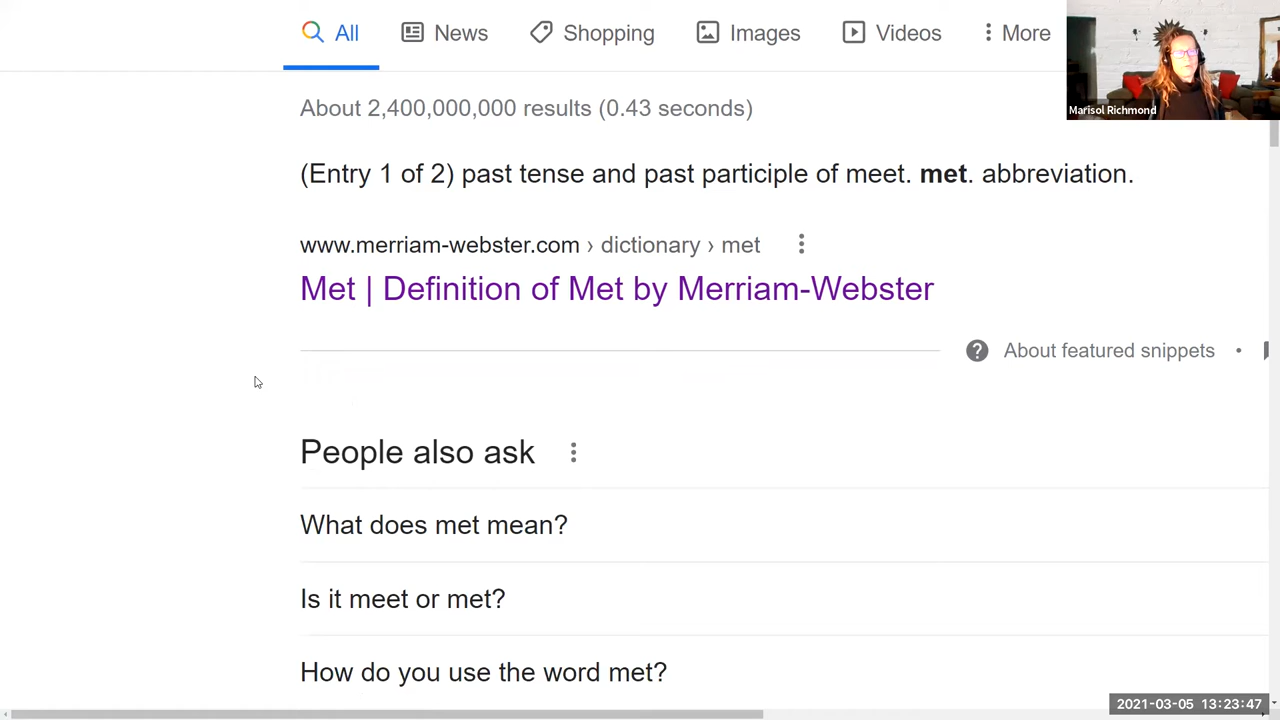 All News Shopping Images Videos More
Marisol Richmond
About 2,400,000,000 results (0.43 seconds)
(Entry 1 of 2) past tense and past participle of meet. met. abbreviation.
www.merriam-webster.com › dictionary › met
Met | Definition of Met by Merriam-Webster
About featured snippets •
People also ask
What does met mean?
Is it meet or met?
How do you use the word met?
2021-03-05 13:23:47